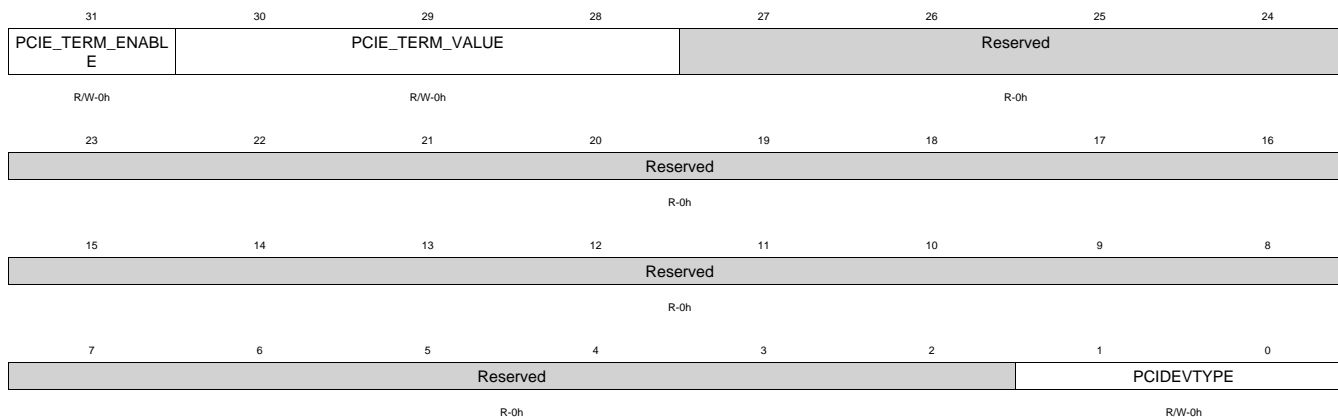 31 30 29 28 27 26 25 24
PCIE_TERM_ENABL PCIE_TERM_VALUE Reserved
E
R/W-0h R/W-0h R-0h
23 22 21 20 19 18 17 16
Reserved
R-0h
15 14 13 12 11 10 9 8
Reserved
R-0h
7 6 5 4 3 2 1 0
Reserved PCIDEVTYPE
R-0h R/W-0h